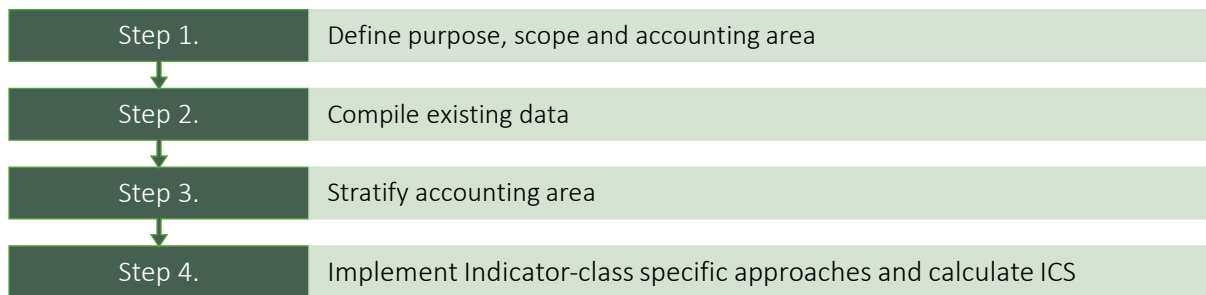 Step 1. Define purpose, scope and accounting area
Step 2. Compile existing data
Step 3. Stratify accounting area
Step 4. Implement Indicator-class specific approaches and calculate ICS